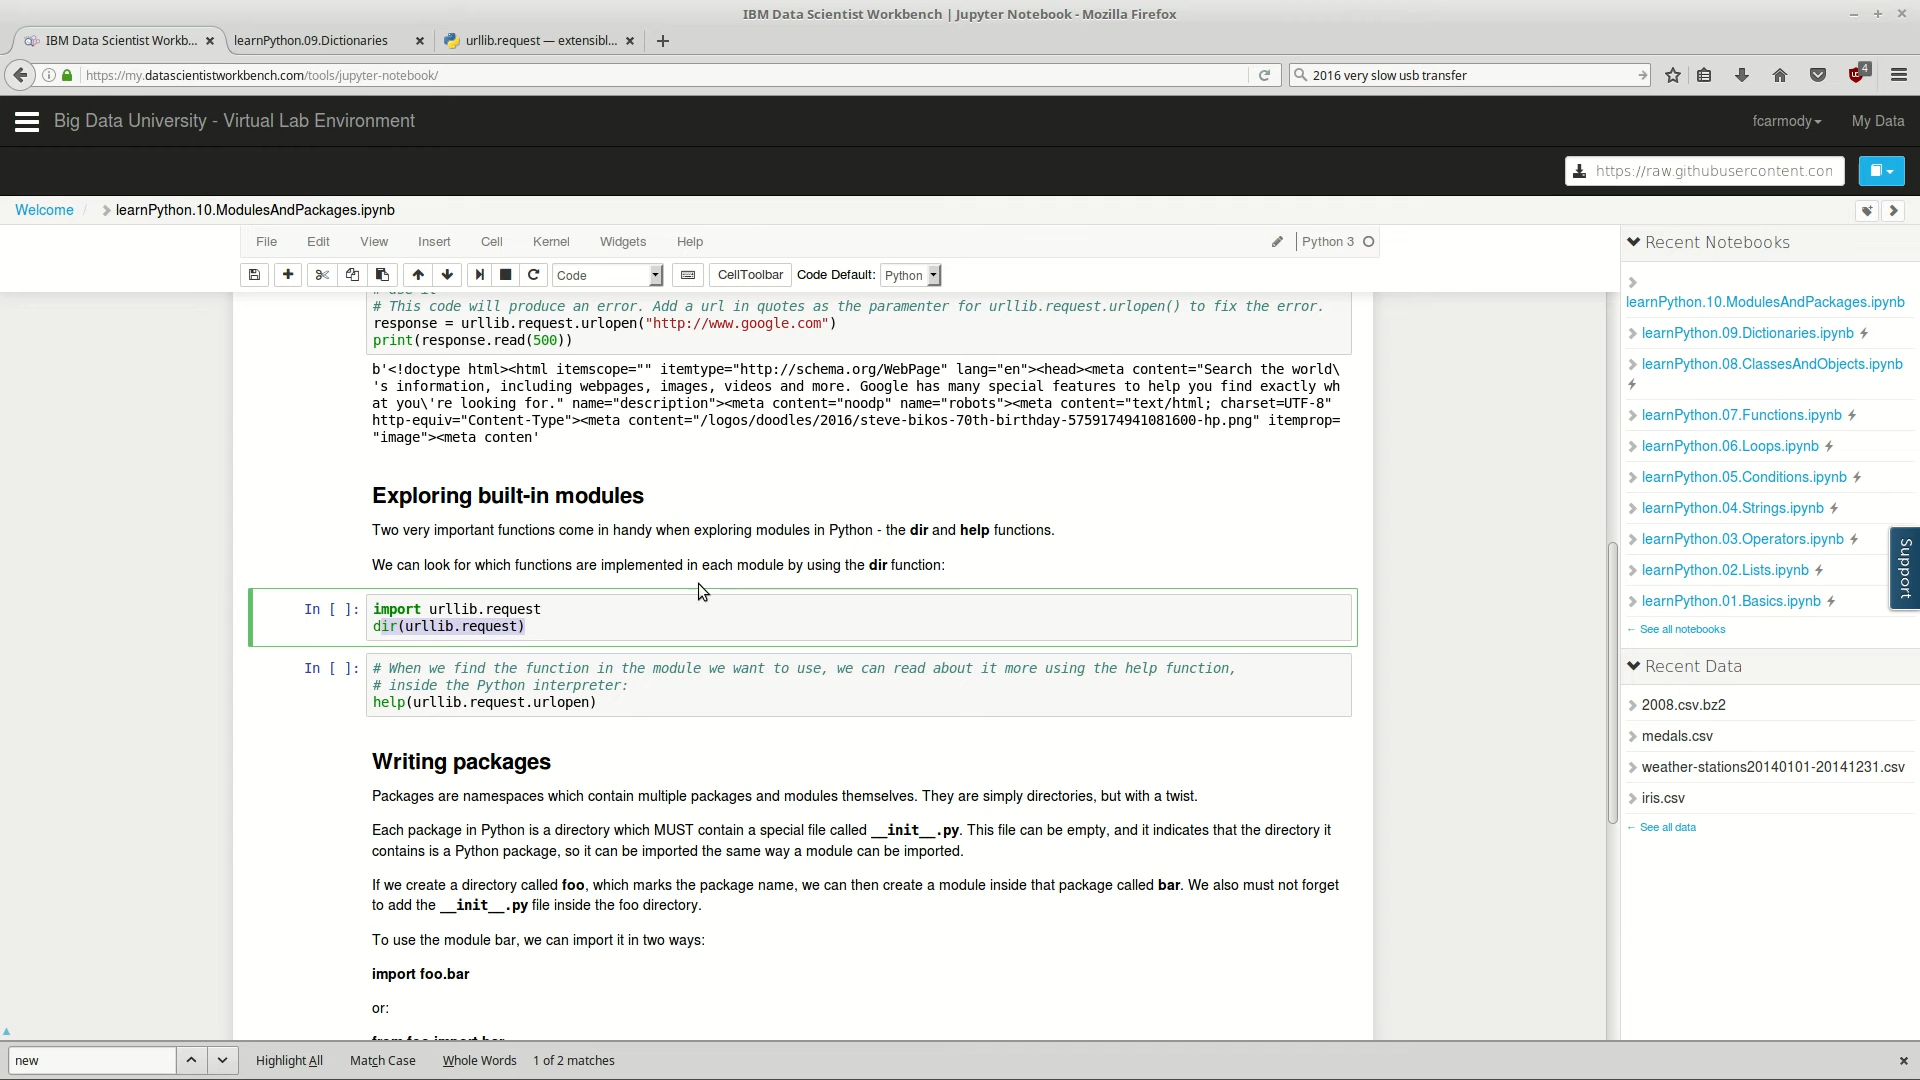 IBM Data Scientist Workbench | Jupyter Notebook - Mozilla Firefox
IBM Data Scientist Workb...
learnPython.09.Dictionaries
urllib.request — extensibl...
https://my.datascientistworkbench.com/tools/jupyter-notebook/
2016 very slow usb transfer
4
Big Data University - Virtual Lab Environment
fcarmody
My Data
https://raw.githubusercontent.con
Welcome / learnPython.10.ModulesAndPackages.ipynb
File Edit View Insert Cell Kernel Widgets Help
Python 3
Code
CellToolbar
Code Default: Python
# use it
# This code will produce an error. Add a url in quotes as the paramenter for urllib.request.urlopen() to fix the error.
response = urllib.request.urlopen("http://www.google.com")
print(response.read(500))
b'<!doctype html><html itemscope="" itemtype="http://schema.org/WebPage" lang="en"><head><meta content="Search the world\
's information, including webpages, images, videos and more. Google has many special features to help you find exactly wh
at you\'re looking for." name="description"><meta content="noodp" name="robots"><meta content="text/html; charset=UTF-8"
http-equiv="Content-Type"><meta content="/logos/doodles/2016/steve-bikos-70th-birthday-5759174941081600-hp.png" itemprop=
"image"><meta conten'
Exploring built-in modules
Two very important functions come in handy when exploring modules in Python - the dir and help functions.
We can look for which functions are implemented in each module by using the dir function:
In [ ]: import urllib.request
dir(urllib.request)
In [ ]: # When we find the function in the module we want to use, we can read about it more using the help function,
# inside the Python interpreter:
help(urllib.request.urlopen)
Writing packages
Packages are namespaces which contain multiple packages and modules themselves. They are simply directories, but with a twist.
Each package in Python is a directory which MUST contain a special file called __init__.py. This file can be empty, and it indicates that the directory it
contains is a Python package, so it can be imported the same way a module can be imported.
If we create a directory called foo, which marks the package name, we can then create a module inside that package called bar. We also must not forget
to add the __init__.py file inside the foo directory.
To use the module bar, we can import it in two ways:
import foo.bar
or:
from foo import bar
Recent Notebooks
learnPython.10.ModulesAndPackages.ipynb
learnPython.09.Dictionaries.ipynb
learnPython.08.ClassesAndObjects.ipynb
learnPython.07.Functions.ipynb
learnPython.06.Loops.ipynb
learnPython.05.Conditions.ipynb
learnPython.04.Strings.ipynb
learnPython.03.Operators.ipynb
learnPython.02.Lists.ipynb
learnPython.01.Basics.ipynb
← See all notebooks
Support
Recent Data
2008.csv.bz2
medals.csv
weather-stations20140101-20141231.csv
iris.csv
← See all data
new
Highlight All
Match Case
Whole Words
1 of 2 matches